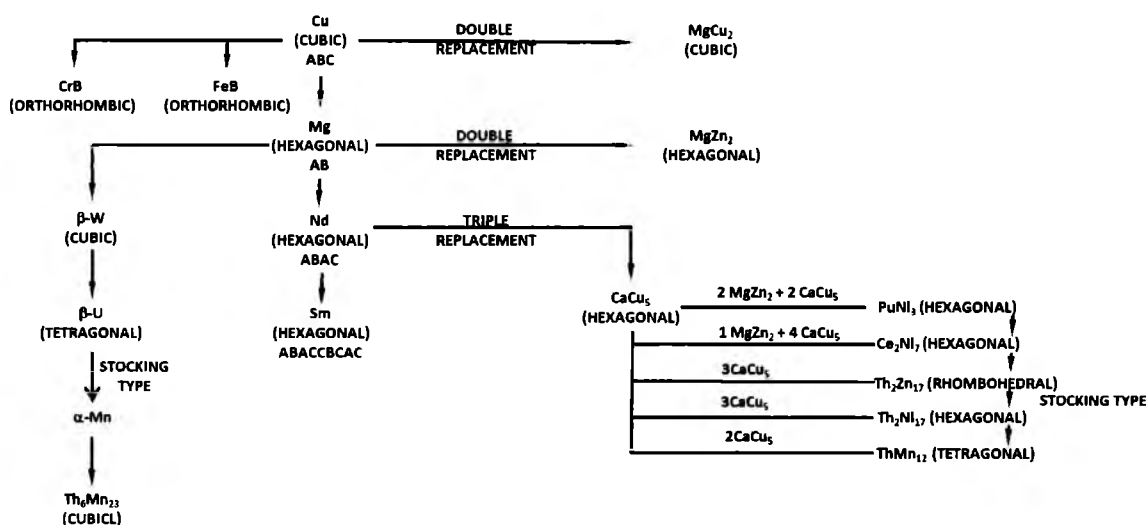 Cu
(CUBIC)
ABC
DOUBLE
REPLACEMENT
MgCu₂
(CUBIC)
CrB
(ORTHORHOMBIC)
FeB
(ORTHORHOMBIC)
Mg
(HEXAGONAL)
AB
DOUBLE
REPLACEMENT
MgZn₂
(HEXAGONAL)
β-W
(CUBIC)
Nd
(HEXAGONAL)
ABAC
TRIPLE
REPLACEMENT
β-U
(TETRAGONAL)
Sm
(HEXAGONAL)
ABACCBCAC
CaCu₅
(HEXAGONAL)
2 MgZn₂ + 2 CaCu₅
PuNi₃ (HEXAGONAL)
1 MgZn₂ + 4 CaCu₅
Ce₂Ni₇ (HEXAGONAL)
3CaCu₅
Th₂Zn₁₇ (RHOMBOHEDRAL)
3CaCu₅
Th₂Ni₁₇ (HEXAGONAL)
2CaCu₅
ThMn₁₂ (TETRAGONAL)
STOCKING TYPE
STOCKING
TYPE
α-Mn
Th₆Mn₂₃
(CUBICL)